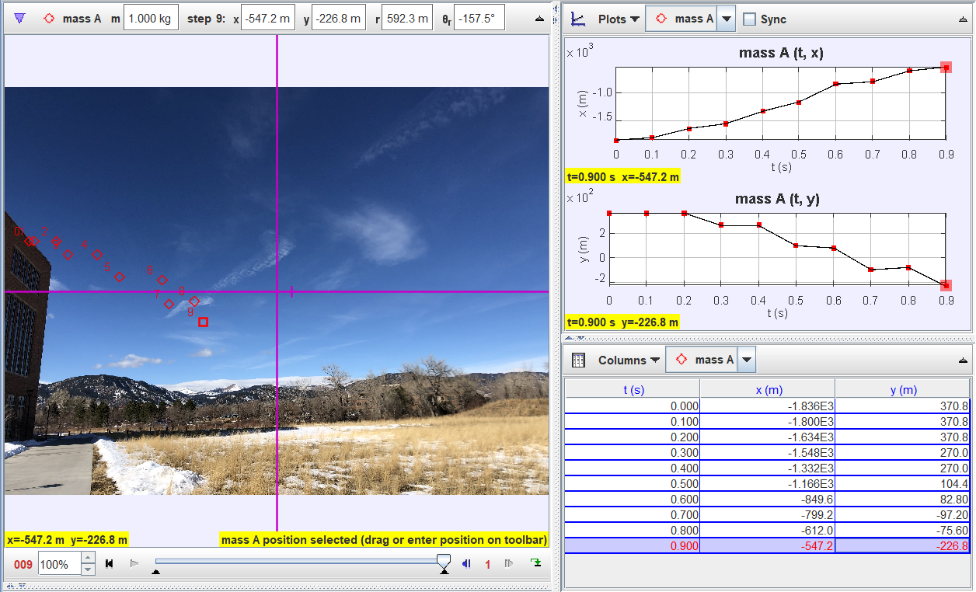 mass A m 1.000 kg step 9: x -547.2 m y -226.8 m r 592.3 m θr -157.5°
x=-547.2 m y=-226.8 m
mass A position selected (drag or enter position on toolbar)
009 100% 1
Plots mass A Sync
mass A (t, x)
× 10³
x (m)
-1.0
-1.5
0 0.1 0.2 0.3 0.4 0.5 0.6 0.7 0.8 0.9
t (s)
t=0.900 s x=-547.2 m
mass A (t, y)
× 10²
y (m)
2
0
-2
0 0.1 0.2 0.3 0.4 0.5 0.6 0.7 0.8 0.9
t (s)
t=0.900 s y=-226.8 m
Columns mass A
t (s) x (m) y (m)
0.000 -1.836E3 370.8
0.100 -1.800E3 370.8
0.200 -1.634E3 370.8
0.300 -1.548E3 270.0
0.400 -1.332E3 270.0
0.500 -1.166E3 104.4
0.600 -849.6 82.80
0.700 -799.2 -97.20
0.800 -612.0 -75.60
0.900 -547.2 -226.8